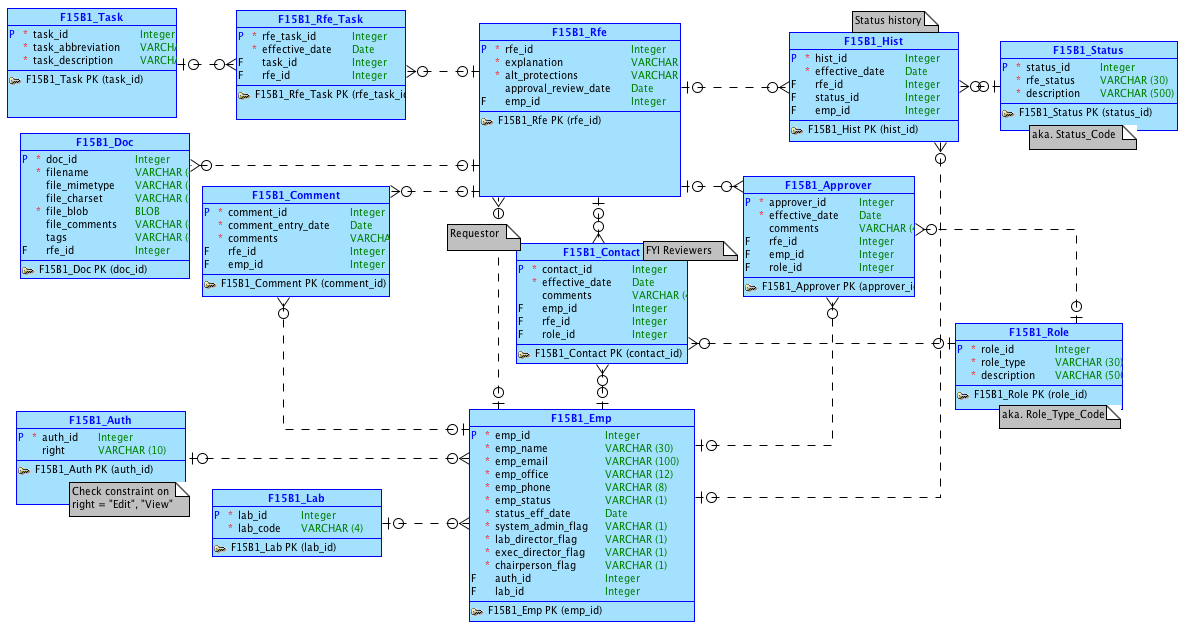 F15B1_Task
P * task_id Integer
* task_abbreviation VARCHA
* task_description VARCHA
F15B1_Task PK (task_id)
F15B1_Rfe_Task
P * rfe_task_id Integer
* effective_date Date
F task_id Integer
F rfe_id Integer
F15B1_Rfe_Task PK (rfe_task_id
F15B1_Rfe
P * rfe_id Integer
* explanation VARCHAR
* alt_protections VARCHAR
approval_review_date Date
F emp_id Integer
F15B1_Rfe PK (rfe_id)
Status history
F15B1_Hist
P * hist_id Integer
* effective_date Date
F rfe_id Integer
F status_id Integer
F emp_id Integer
F15B1_Hist PK (hist_id)
F15B1_Status
P * status_id Integer
* rfe_status VARCHAR (30)
* description VARCHAR (500)
F15B1_Status PK (status_id)
aka. Status_Code
F15B1_Doc
P * doc_id Integer
* filename VARCHAR (
file_mimetype VARCHAR (
file_charset VARCHAR (
* file_blob BLOB
file_comments VARCHAR (
tags VARCHAR (
F rfe_id Integer
F15B1_Doc PK (doc_id)
F15B1_Comment
P * comment_id Integer
* comment_entry_date Date
* comments VARCHA
F rfe_id Integer
F emp_id Integer
F15B1_Comment PK (comment_id)
Requestor
F15B1_Contact
P * contact_id Integer
* effective_date Date
comments VARCHAR (4
F emp_id Integer
F rfe_id Integer
F role_id Integer
F15B1_Contact PK (contact_id)
FYI Reviewers
F15B1_Approver
P * approver_id Integer
* effective_date Date
comments VARCHAR (4
F rfe_id Integer
F emp_id Integer
F role_id Integer
F15B1_Approver PK (approver_i
F15B1_Role
P * role_id Integer
* role_type VARCHAR (30)
* description VARCHAR (500
F15B1_Role PK (role_id)
aka. Role_Type_Code
F15B1_Auth
P * auth_id Integer
right VARCHAR (10)
F15B1_Auth PK (auth_id)
Check constraint on
right = "Edit", "View"
F15B1_Lab
P * lab_id Integer
* lab_code VARCHAR (4)
F15B1_Lab PK (lab_id)
F15B1_Emp
P * emp_id Integer
* emp_name VARCHAR (30)
* emp_email VARCHAR (100)
* emp_office VARCHAR (12)
* emp_phone VARCHAR (8)
* emp_status VARCHAR (1)
* status_eff_date Date
* system_admin_flag VARCHAR (1)
* lab_director_flag VARCHAR (1)
* exec_director_flag VARCHAR (1)
* chairperson_flag VARCHAR (1)
F auth_id Integer
F lab_id Integer
F15B1_Emp PK (emp_id)